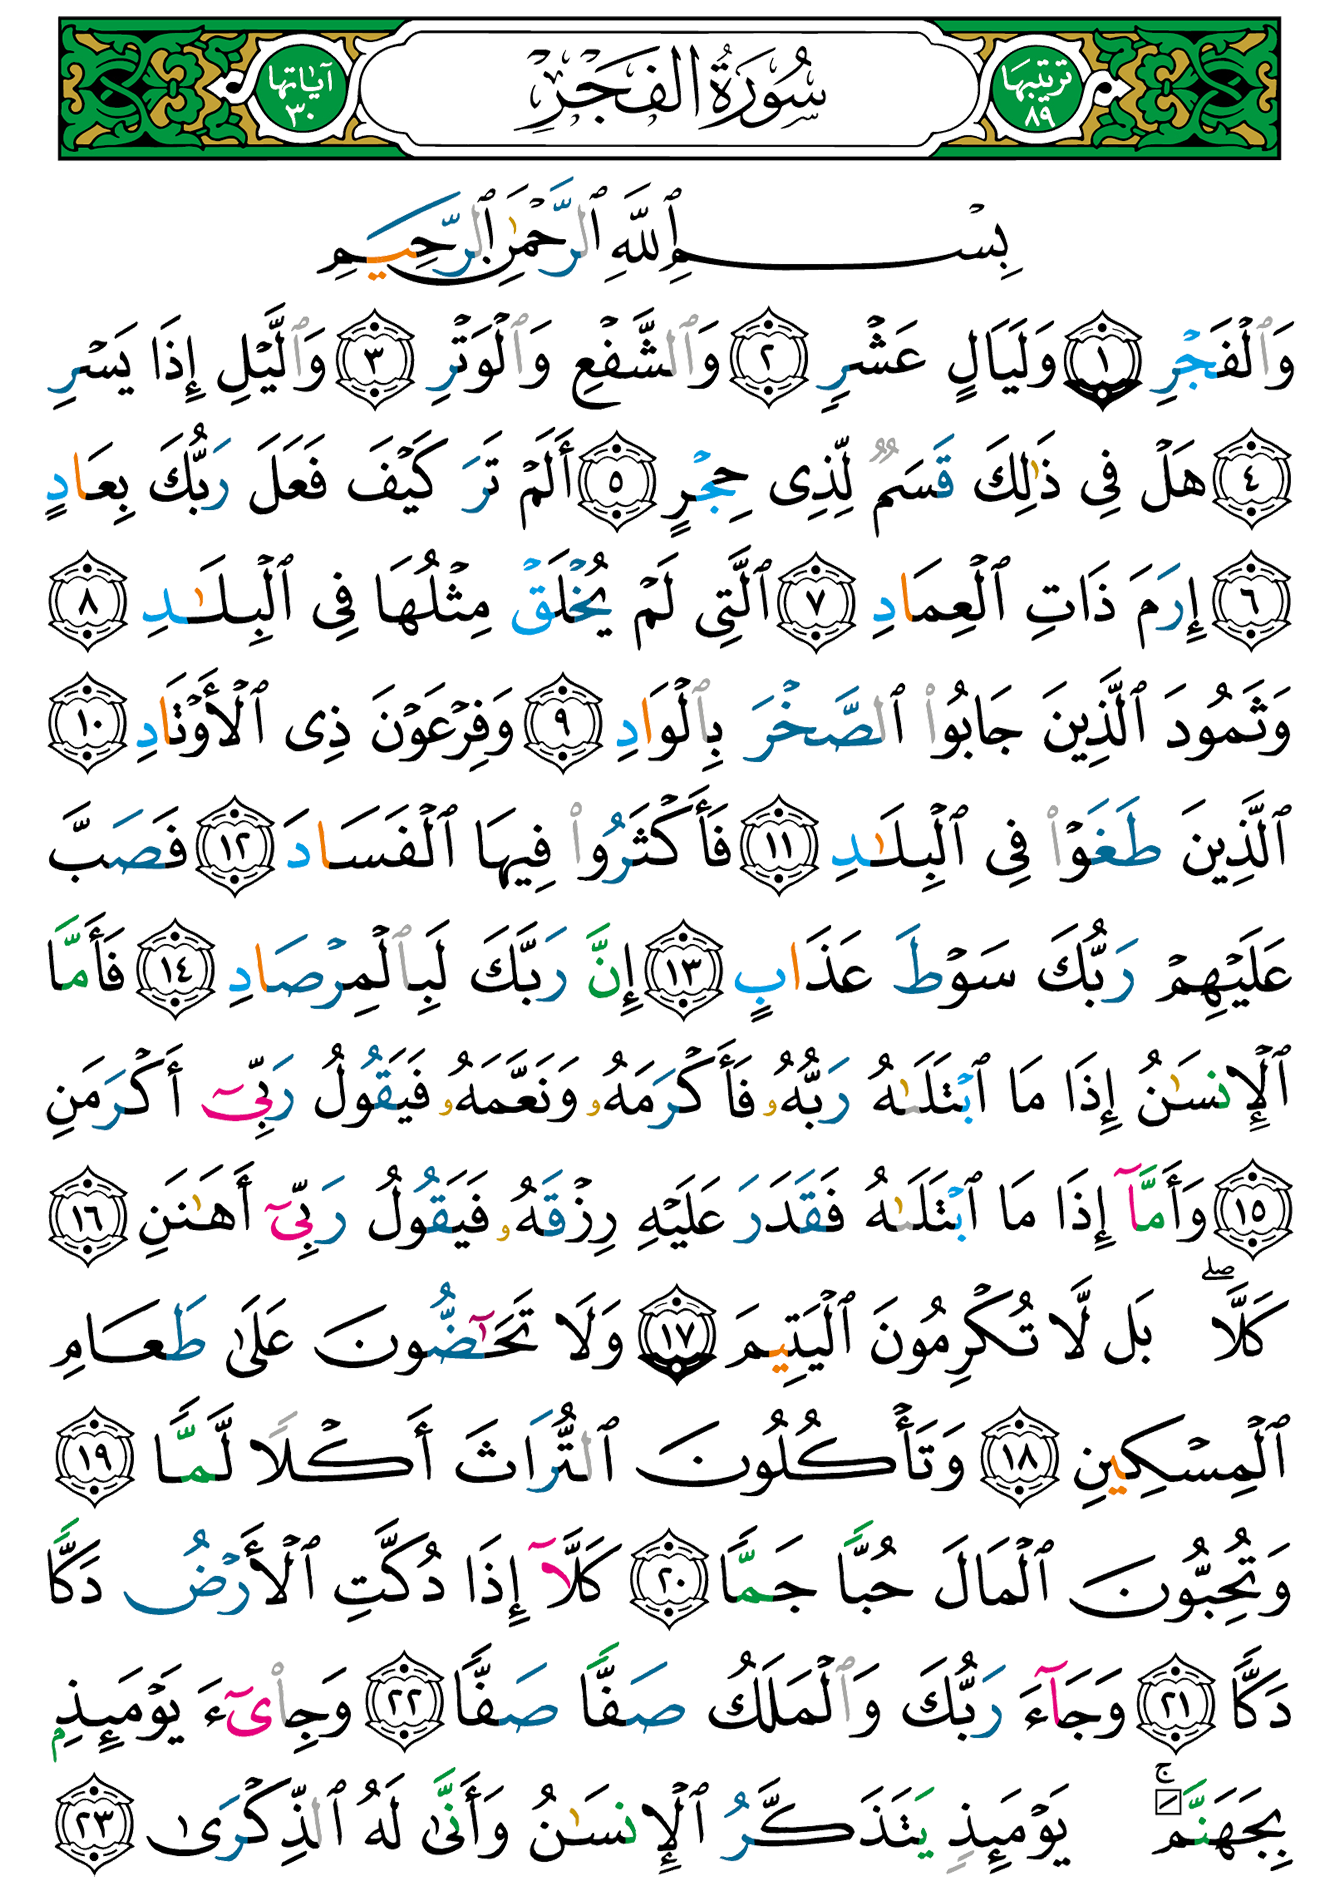 ترتيبها ٨٩
سُورَةُ الفَجْرِ
آياتها ٣٠
بِسْمِ ٱللَّهِ ٱلرَّحْمَٰنِ ٱلرَّحِيمِ
وَٱلْفَجْرِ ١ وَلَيَالٍ عَشْرٍ ٢ وَٱلشَّفْعِ وَٱلْوَتْرِ ٣ وَٱلَّيْلِ إِذَا يَسْرِ
٤ هَلْ فِى ذَٰلِكَ قَسَمٌ لِّذِى حِجْرٍ ٥ أَلَمْ تَرَ كَيْفَ فَعَلَ رَبُّكَ بِعَادٍ
٦ إِرَمَ ذَاتِ ٱلْعِمَادِ ٧ ٱلَّتِى لَمْ يُخْلَقْ مِثْلُهَا فِى ٱلْبِلَٰدِ ٨
وَثَمُودَ ٱلَّذِينَ جَابُوا۟ ٱلصَّخْرَ بِٱلْوَادِ ٩ وَفِرْعَوْنَ ذِى ٱلْأَوْتَادِ ١٠
ٱلَّذِينَ طَغَوْا۟ فِى ٱلْبِلَٰدِ ١١ فَأَكْثَرُوا۟ فِيهَا ٱلْفَسَادَ ١٢ فَصَبَّ
عَلَيْهِمْ رَبُّكَ سَوْطَ عَذَابٍ ١٣ إِنَّ رَبَّكَ لَبِٱلْمِرْصَادِ ١٤ فَأَمَّا
ٱلْإِنسَٰنُ إِذَا مَا ٱبْتَلَىٰهُ رَبُّهُۥ فَأَكْرَمَهُۥ وَنَعَّمَهُۥ فَيَقُولُ رَبِّىٓ أَكْرَمَنِ
١٥ وَأَمَّآ إِذَا مَا ٱبْتَلَىٰهُ فَقَدَرَ عَلَيْهِ رِزْقَهُۥ فَيَقُولُ رَبِّىٓ أَهَٰنَنِ ١٦
كَلَّا ۖ بَل لَّا تُكْرِمُونَ ٱلْيَتِيمَ ١٧ وَلَا تَحَٰٓضُّونَ عَلَىٰ طَعَامِ
ٱلْمِسْكِينِ ١٨ وَتَأْكُلُونَ ٱلتُّرَاثَ أَكْلًا لَّمًّا ١٩
وَتُحِبُّونَ ٱلْمَالَ حُبًّا جَمًّا ٢٠ كَلَّآ إِذَا دُكَّتِ ٱلْأَرْضُ دَكًّا
دَكًّا ٢١ وَجَآءَ رَبُّكَ وَٱلْمَلَكُ صَفًّا صَفًّا ٢٢ وَجِا۟ىٓءَ يَوْمَئِذٍۭ
بِجَهَنَّمَ ۚ يَوْمَئِذٍ يَتَذَكَّرُ ٱلْإِنسَٰنُ وَأَنَّىٰ لَهُ ٱلذِّكْرَىٰ ٢٣